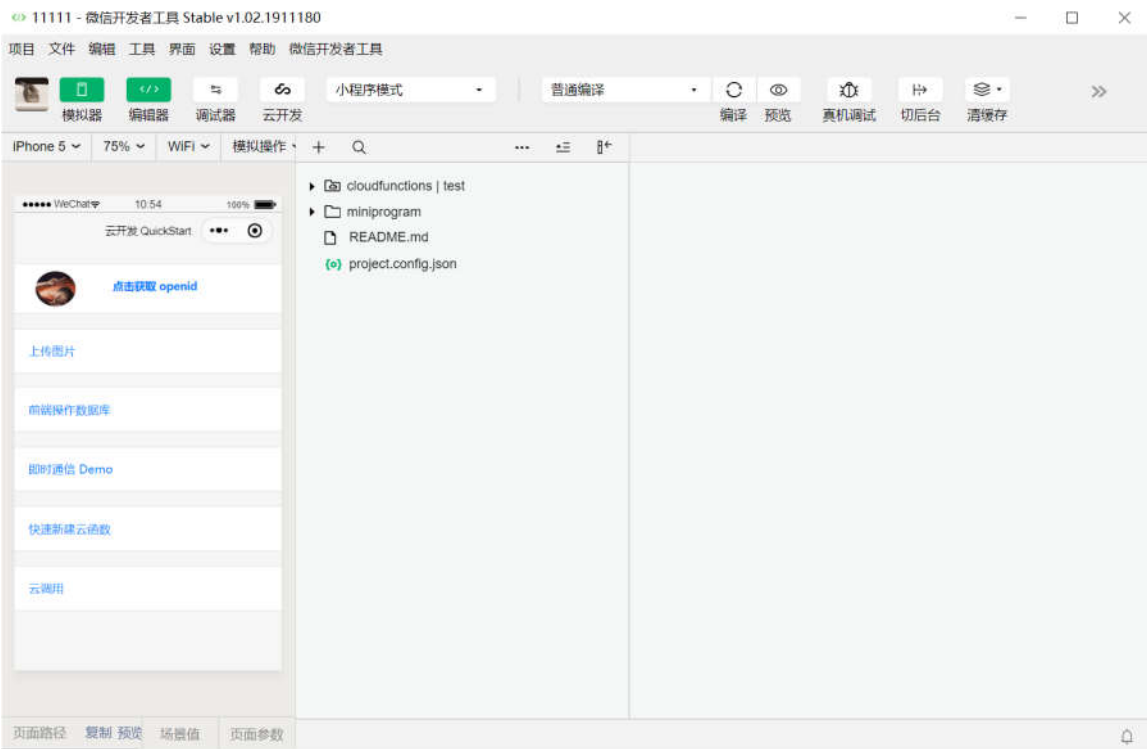 11111 - 微信开发者工具 Stable v1.02.1911180
项目 文件 编辑 工具 界面 设置 帮助 微信开发者工具
小程序模式 普通编译
模拟器 编辑器 调试器 云开发 编译 预览 真机调试 切后台 清缓存
iPhone 5 75% WiFi 模拟操作
WeChat 10:54 100%
云开发 QuickStart
点击获取 openid
上传图片
前端操作数据库
即时通信 Demo
快速新建云函数
云调用
cloudfunctions | test
miniprogram
README.md
{o} project.config.json
页面路径 复制 预览 场景值 页面参数